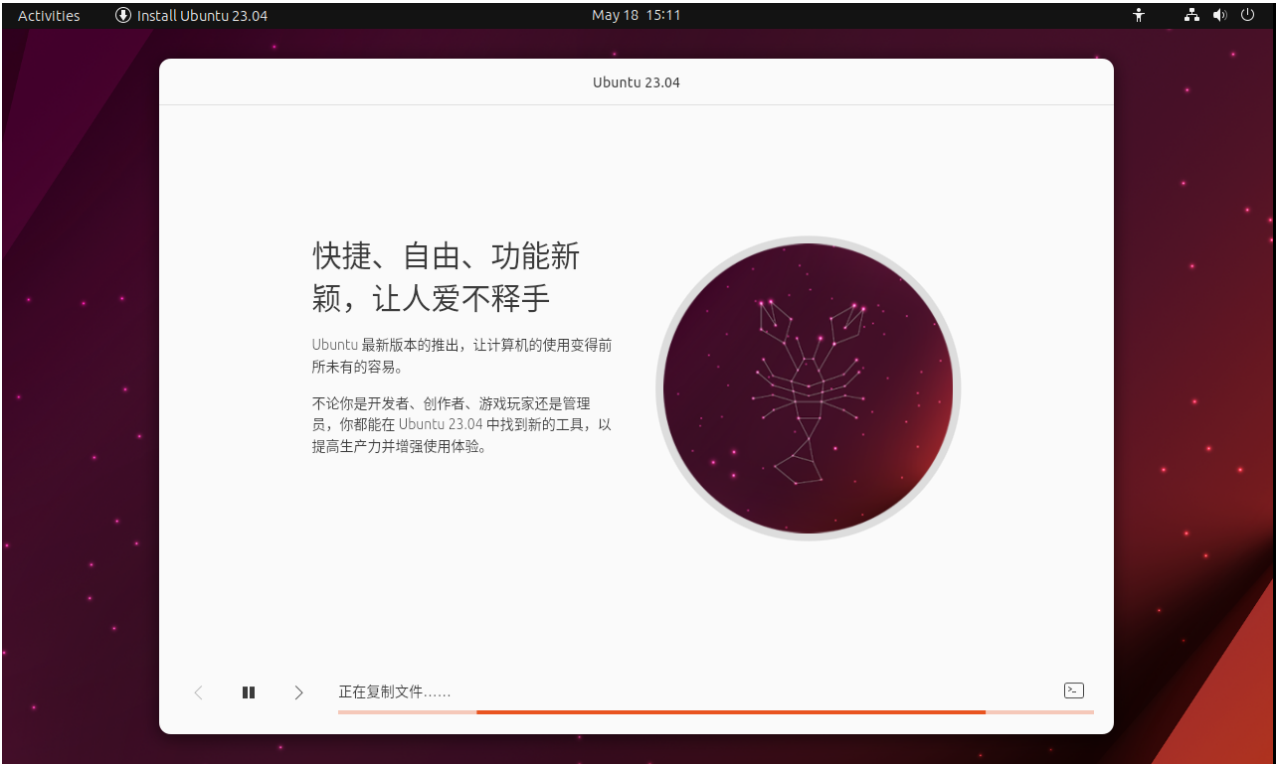 Activities
Install Ubuntu 23.04
May 18 15:11
Ubuntu 23.04
快捷、自由、功能新
颖，让人爱不释手
Ubuntu 最新版本的推出，让计算机的使用变得前
所未有的容易。
不论你是开发者、创作者、游戏玩家还是管理
员，你都能在 Ubuntu 23.04 中找到新的工具，以
提高生产力并增强使用体验。
正在复制文件……